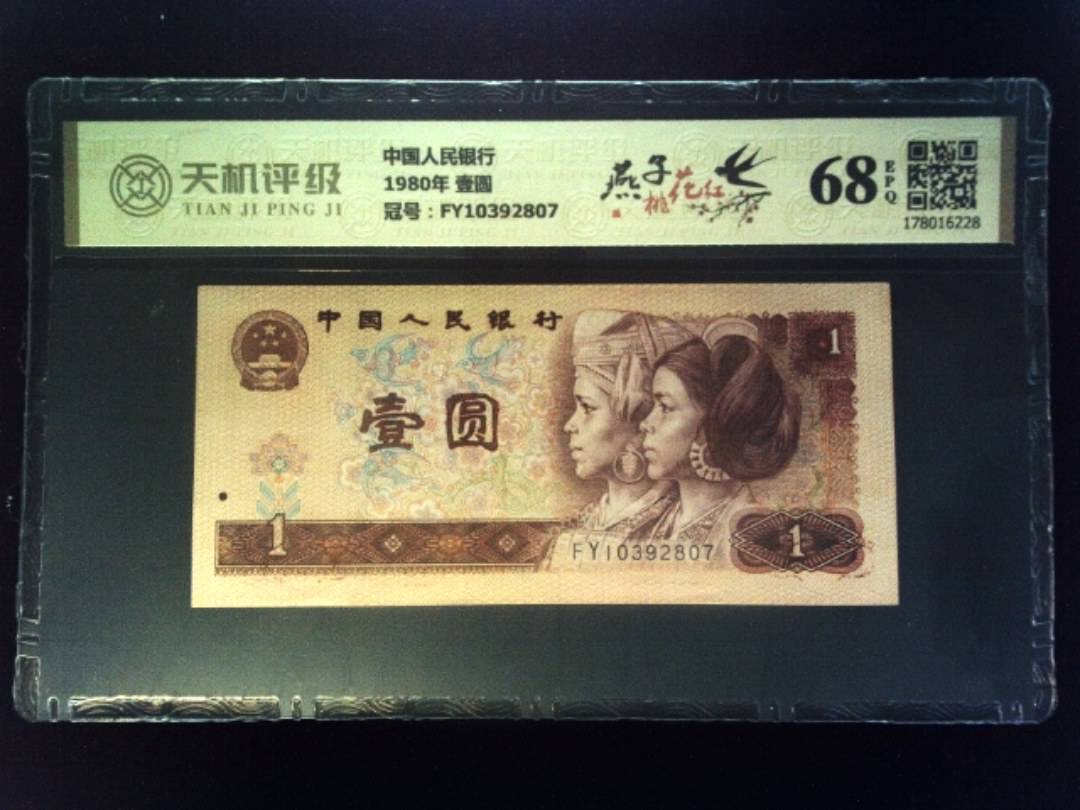 天机评级
TIAN JI PING JI
中国人民银行
1980年 壹圆
冠号：FY10392807
燕子
桃花红
68
EPQ
178016228
中国人民银行
1
壹圆
1
FY10392807
1